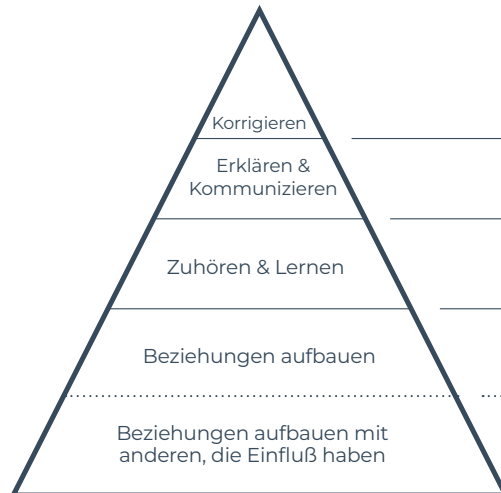 Korrigieren
Erklären &
Kommunizieren
Zuhören & Lernen
Beziehungen aufbauen
Beziehungen aufbauen mit
anderen, die Einfluß haben